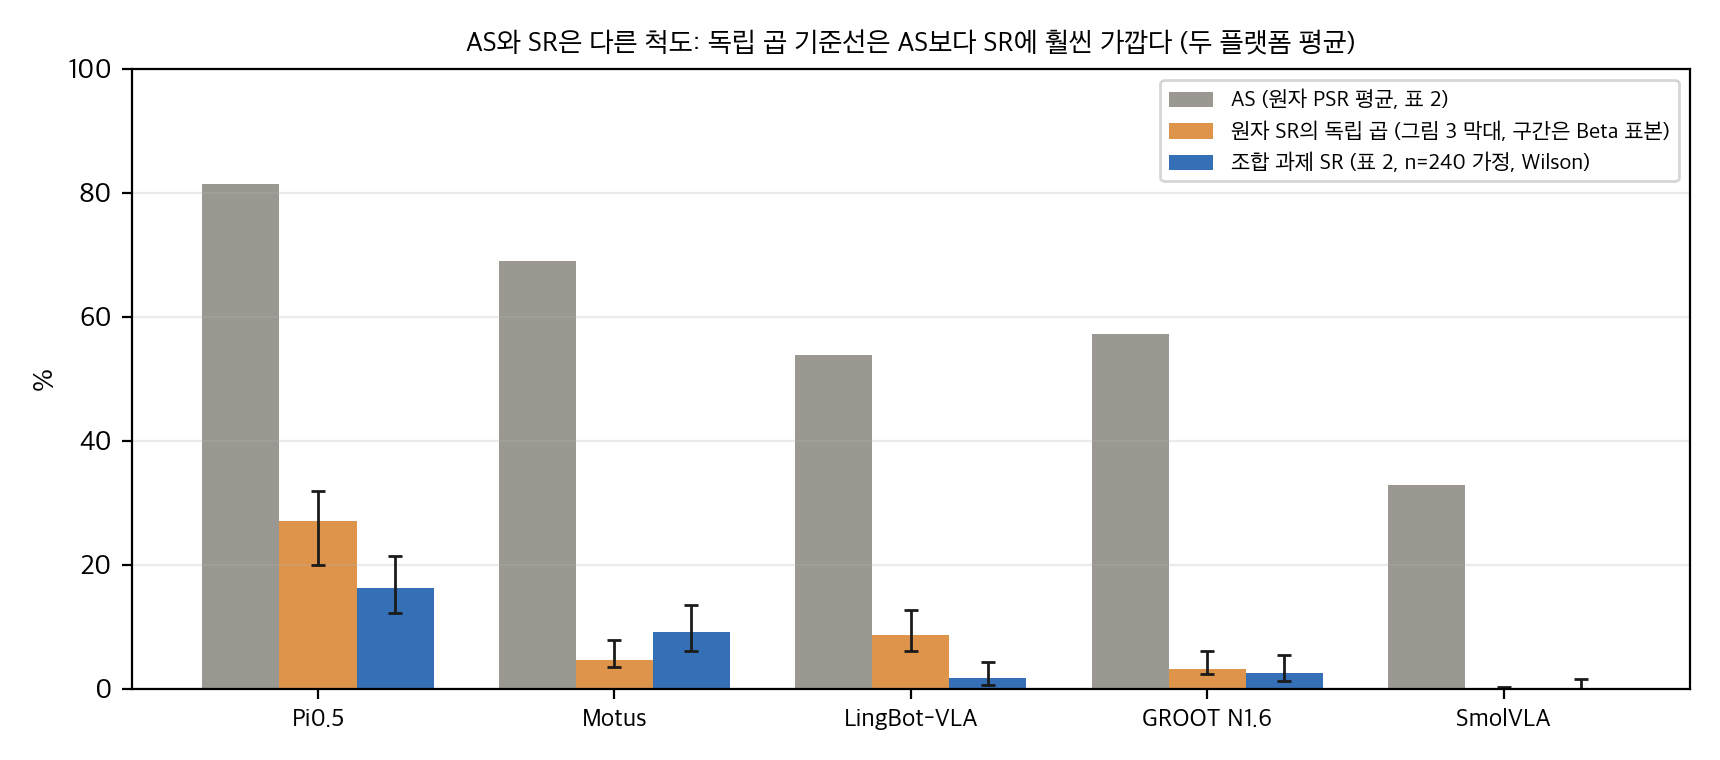 AS와 SR은 다른 척도: 독립 곱 기준선은 AS보다 SR에 훨씬 가깝다 (두 플랫폼 평균)
100
80
60
40
20
0
%
AS (원자 PSR 평균, 표 2)
원자 SR의 독립 곱 (그림 3 막대, 구간은 Beta 표본)
조합 과제 SR (표 2, n=240 가정, Wilson)
Pi0.5
Motus
LingBot-VLA
GROOT N1.6
SmolVLA